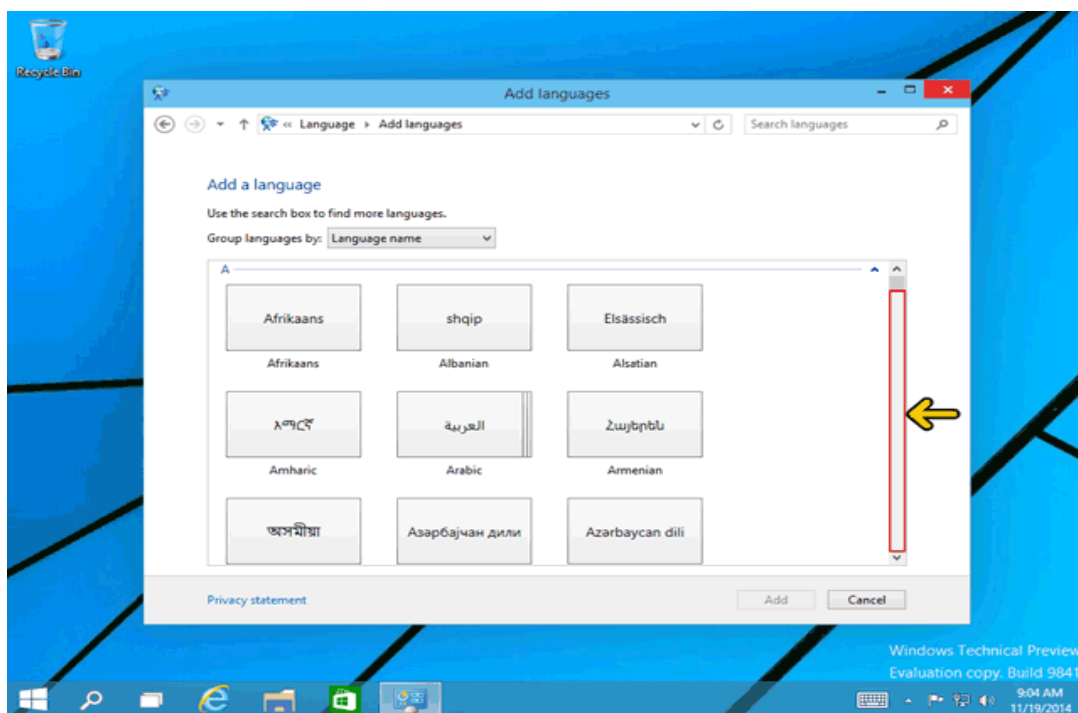 Recycle Bin
Add languages
« Language ▸ Add languages
Search languages
Add a language
Use the search box to find more languages.
Group languages by: Language name
A
Afrikaans
shqip
Elsässisch
Afrikaans
Albanian
Alsatian
አማርኛ
العربية
Հայերեն
Amharic
Arabic
Armenian
অসমীয়া
Азәрбајҹан дили
Azərbaycan dili
Privacy statement
Add
Cancel
Windows Technical Preview
Evaluation copy. Build 9841
9:04 AM
11/19/2014